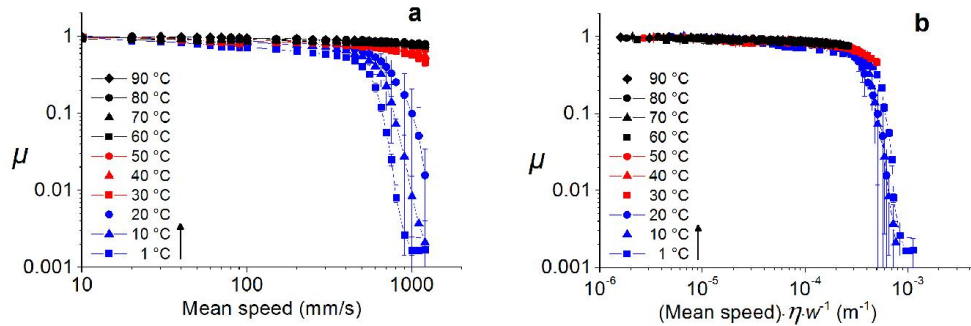 a
1
0.1
0.01
0.001
μ
90 °C
80 °C
70 °C
60 °C
50 °C
40 °C
30 °C
20 °C
10 °C
1 °C
10 100 1000
Mean speed (mm/s)
b
1
0.1
0.01
0.001
μ
90 °C
80 °C
70 °C
60 °C
50 °C
40 °C
30 °C
20 °C
10 °C
1 °C
10⁻⁶ 10⁻⁵ 10⁻⁴ 10⁻³
(Mean speed)·η·w⁻¹ (m⁻¹)